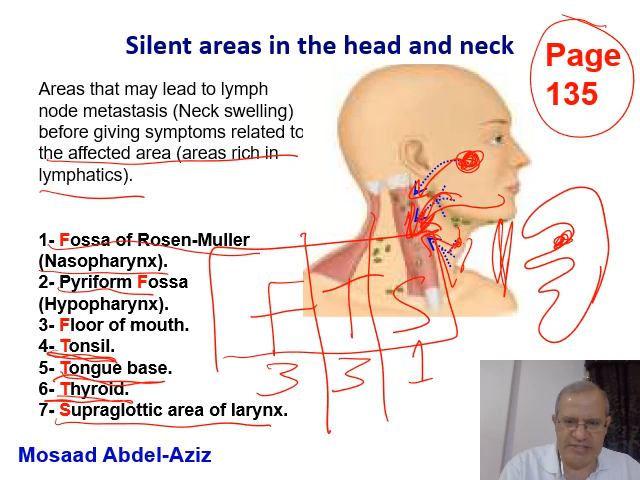 Silent areas in the head and neck
Page
135
Areas that may lead to lymph
node metastasis (Neck swelling)
before giving symptoms related to
the affected area (areas rich in
lymphatics).
1- Fossa of Rosen-Muller
(Nasopharynx).
2- Pyriform Fossa
(Hypopharynx).
3- Floor of mouth.
4- Tonsil.
5- Tongue base.
6- Thyroid.
7- Supraglottic area of larynx.
F T S
3 3 1
Mosaad Abdel-Aziz